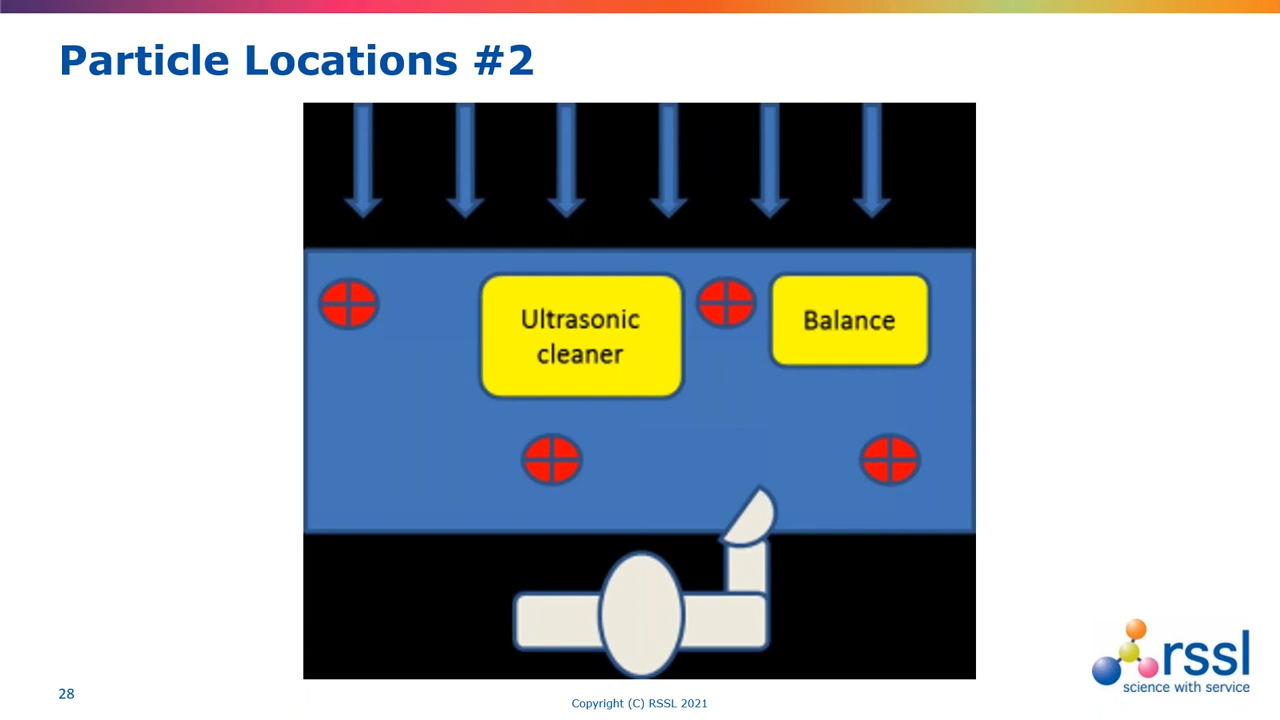 Particle Locations #2
Ultrasonic
cleaner
Balance
rssl
science with service
28
Copyright (C) RSSL 2021